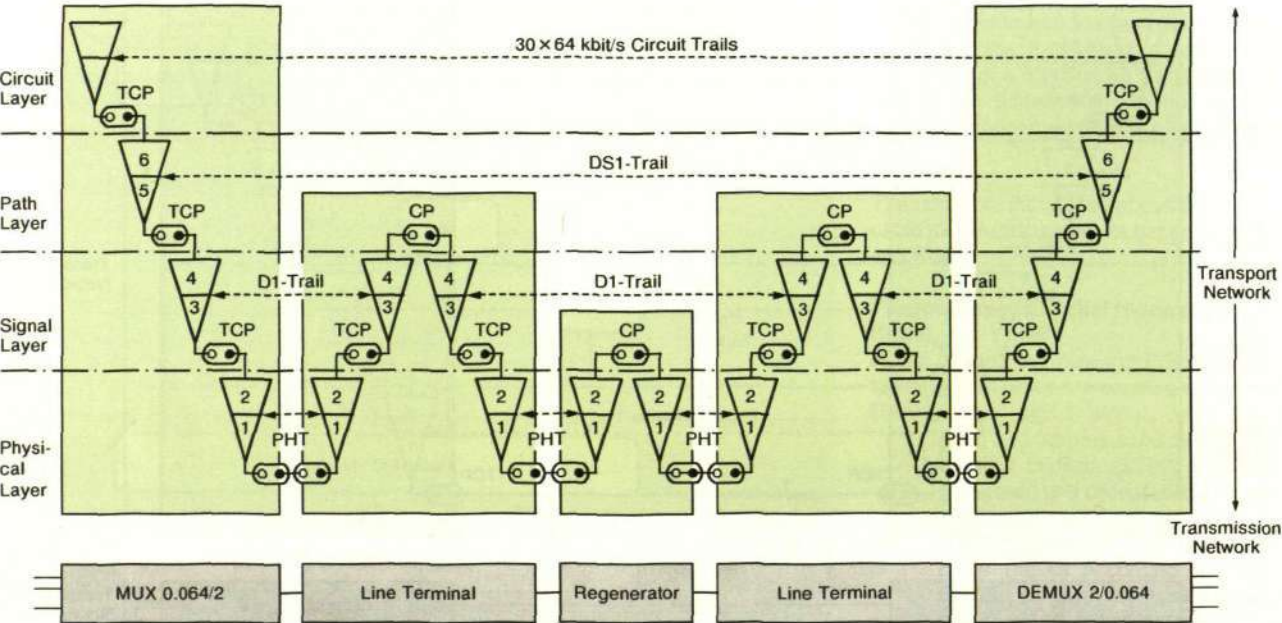 30 × 64 kbit/s Circuit Trails
Circuit
Layer
TCP
TCP
6
5
DS1-Trail
6
5
Path
Layer
TCP
CP
CP
TCP
4
3
D1-Trail
4
3
4
3
D1-Trail
4
3
4
3
D1-Trail
4
3
Transport
Network
Signal
Layer
TCP
TCP
TCP
CP
TCP
TCP
TCP
2
1
2
1
2
1
2
1
2
1
2
1
2
1
2
1
Physi-
cal
Layer
PHT
PHT
PHT
PHT
Transmission
Network
MUX 0.064/2
Line Terminal
Regenerator
Line Terminal
DEMUX 2/0.064